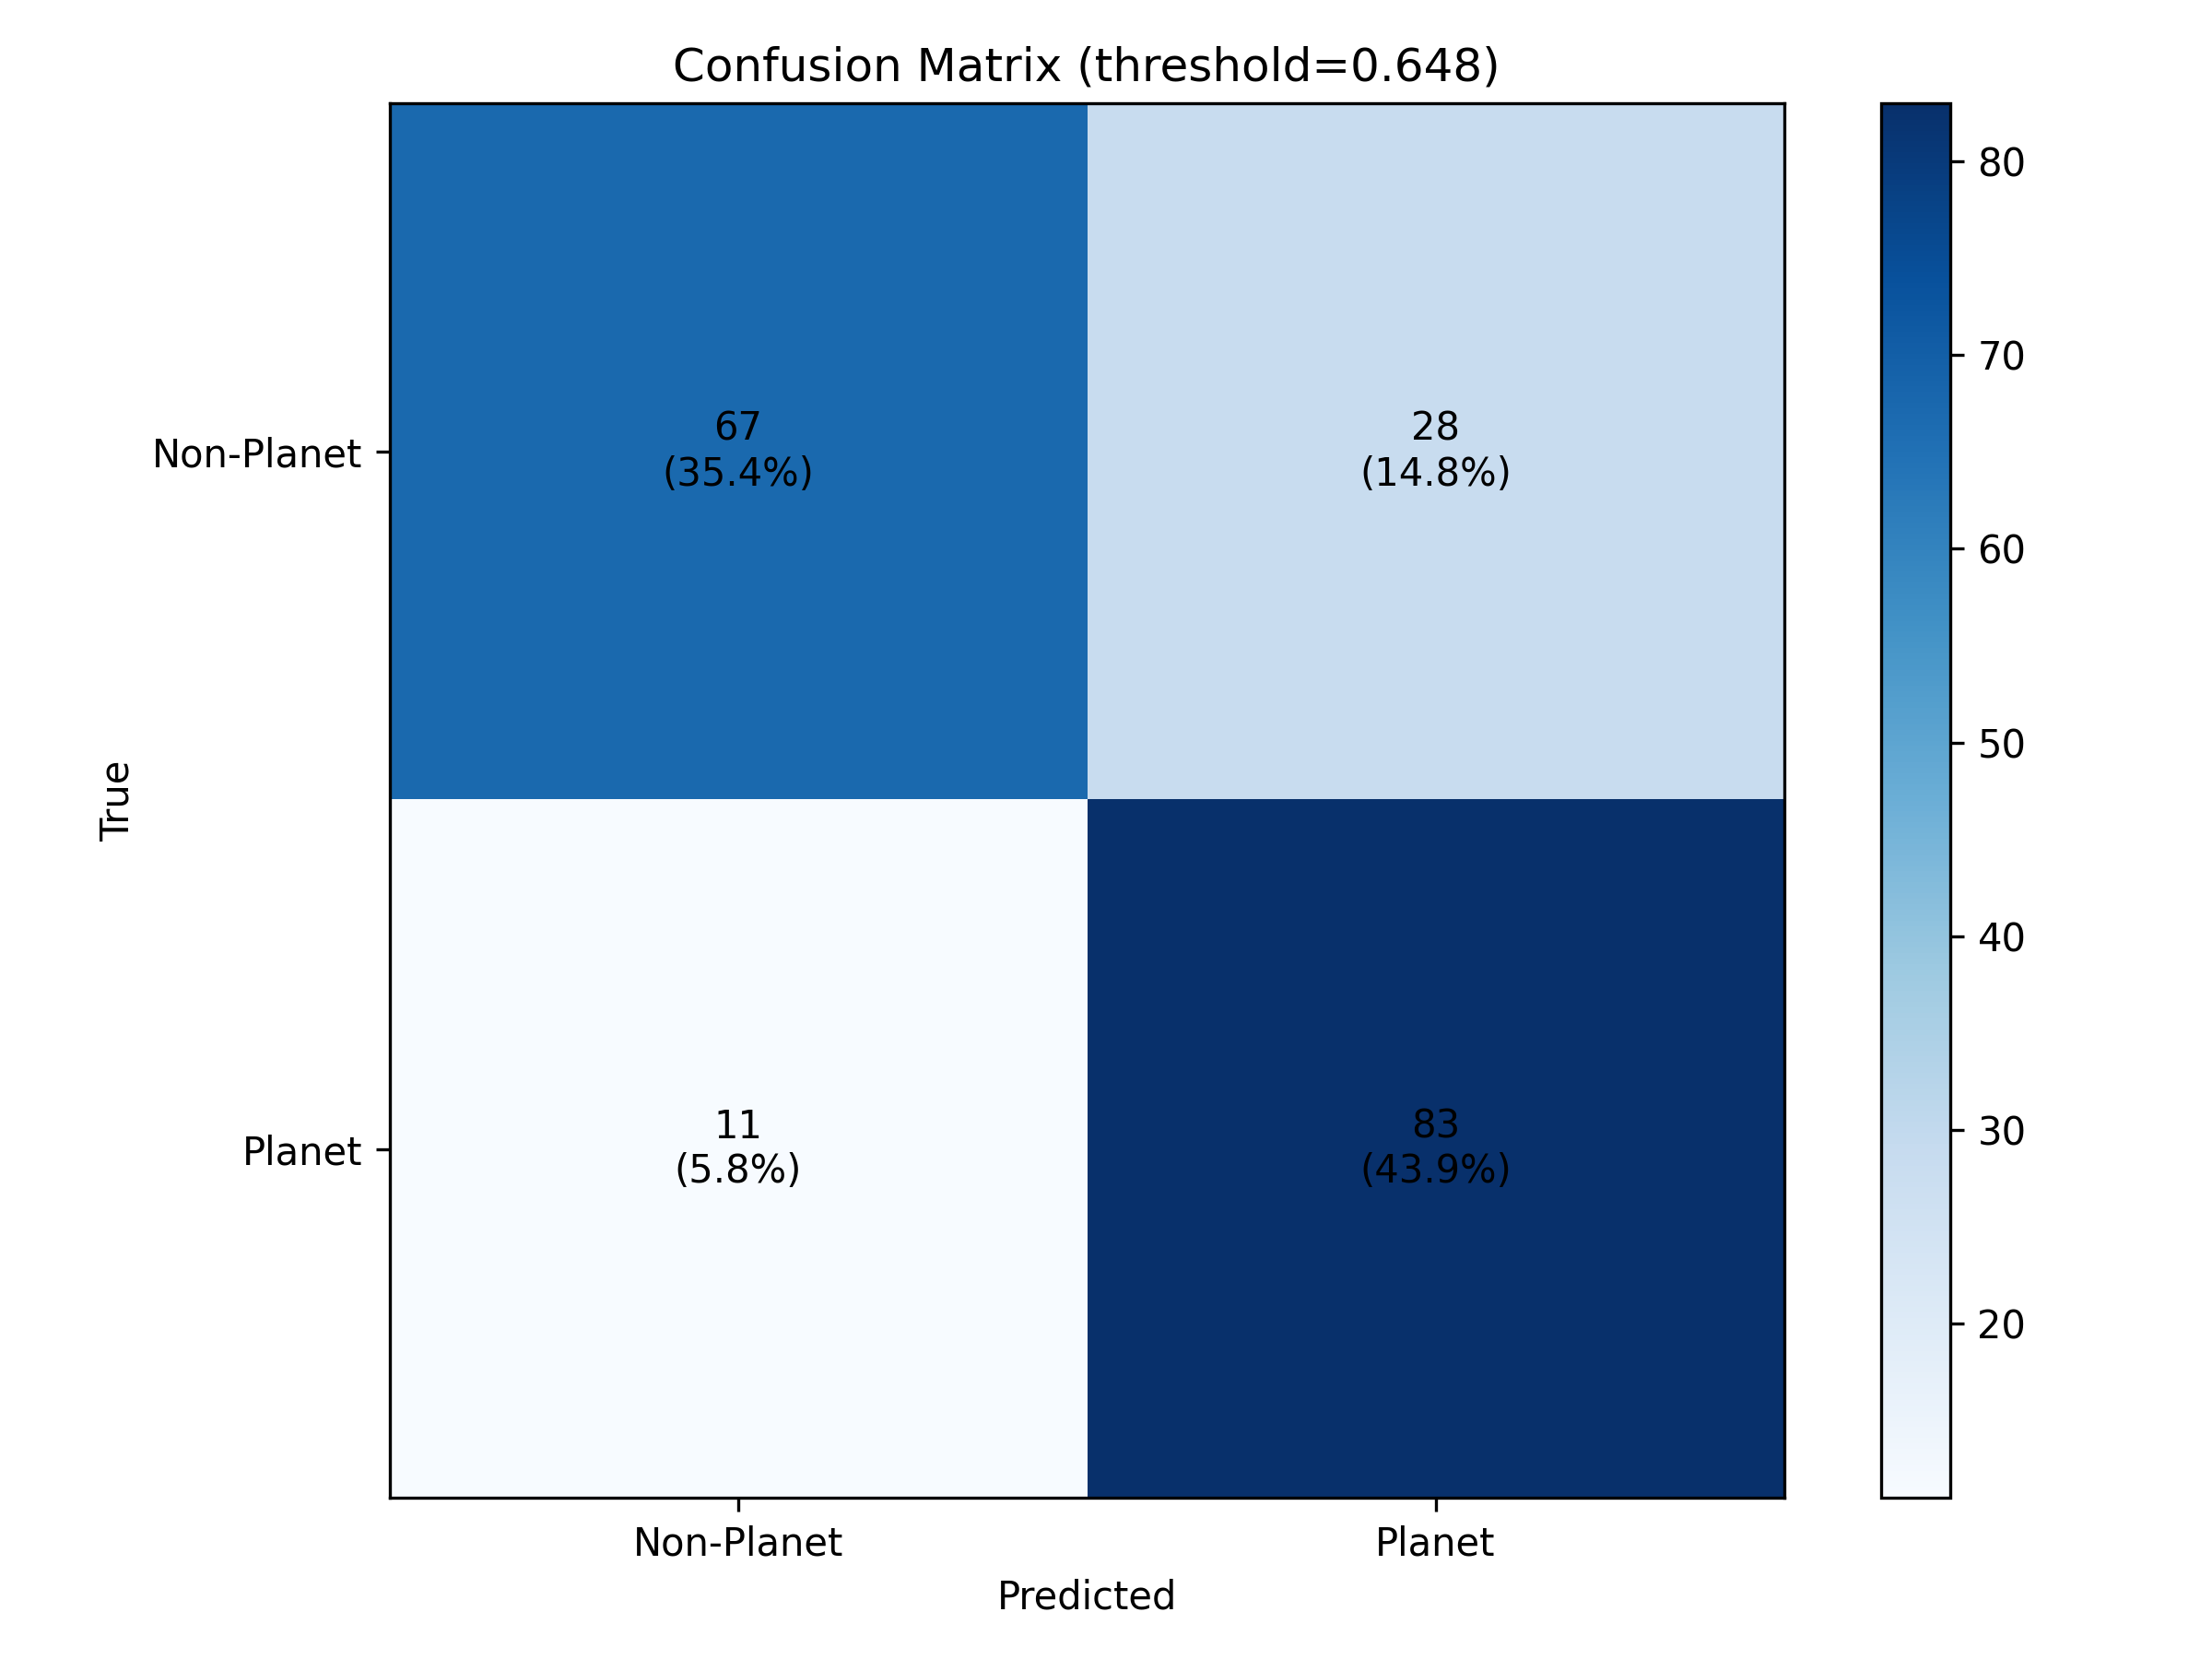 Confusion Matrix (threshold=0.648)
Non-Planet
Planet
True
67
(35.4%)
28
(14.8%)
11
(5.8%)
83
(43.9%)
Non-Planet
Planet
Predicted
80
70
60
50
40
30
20